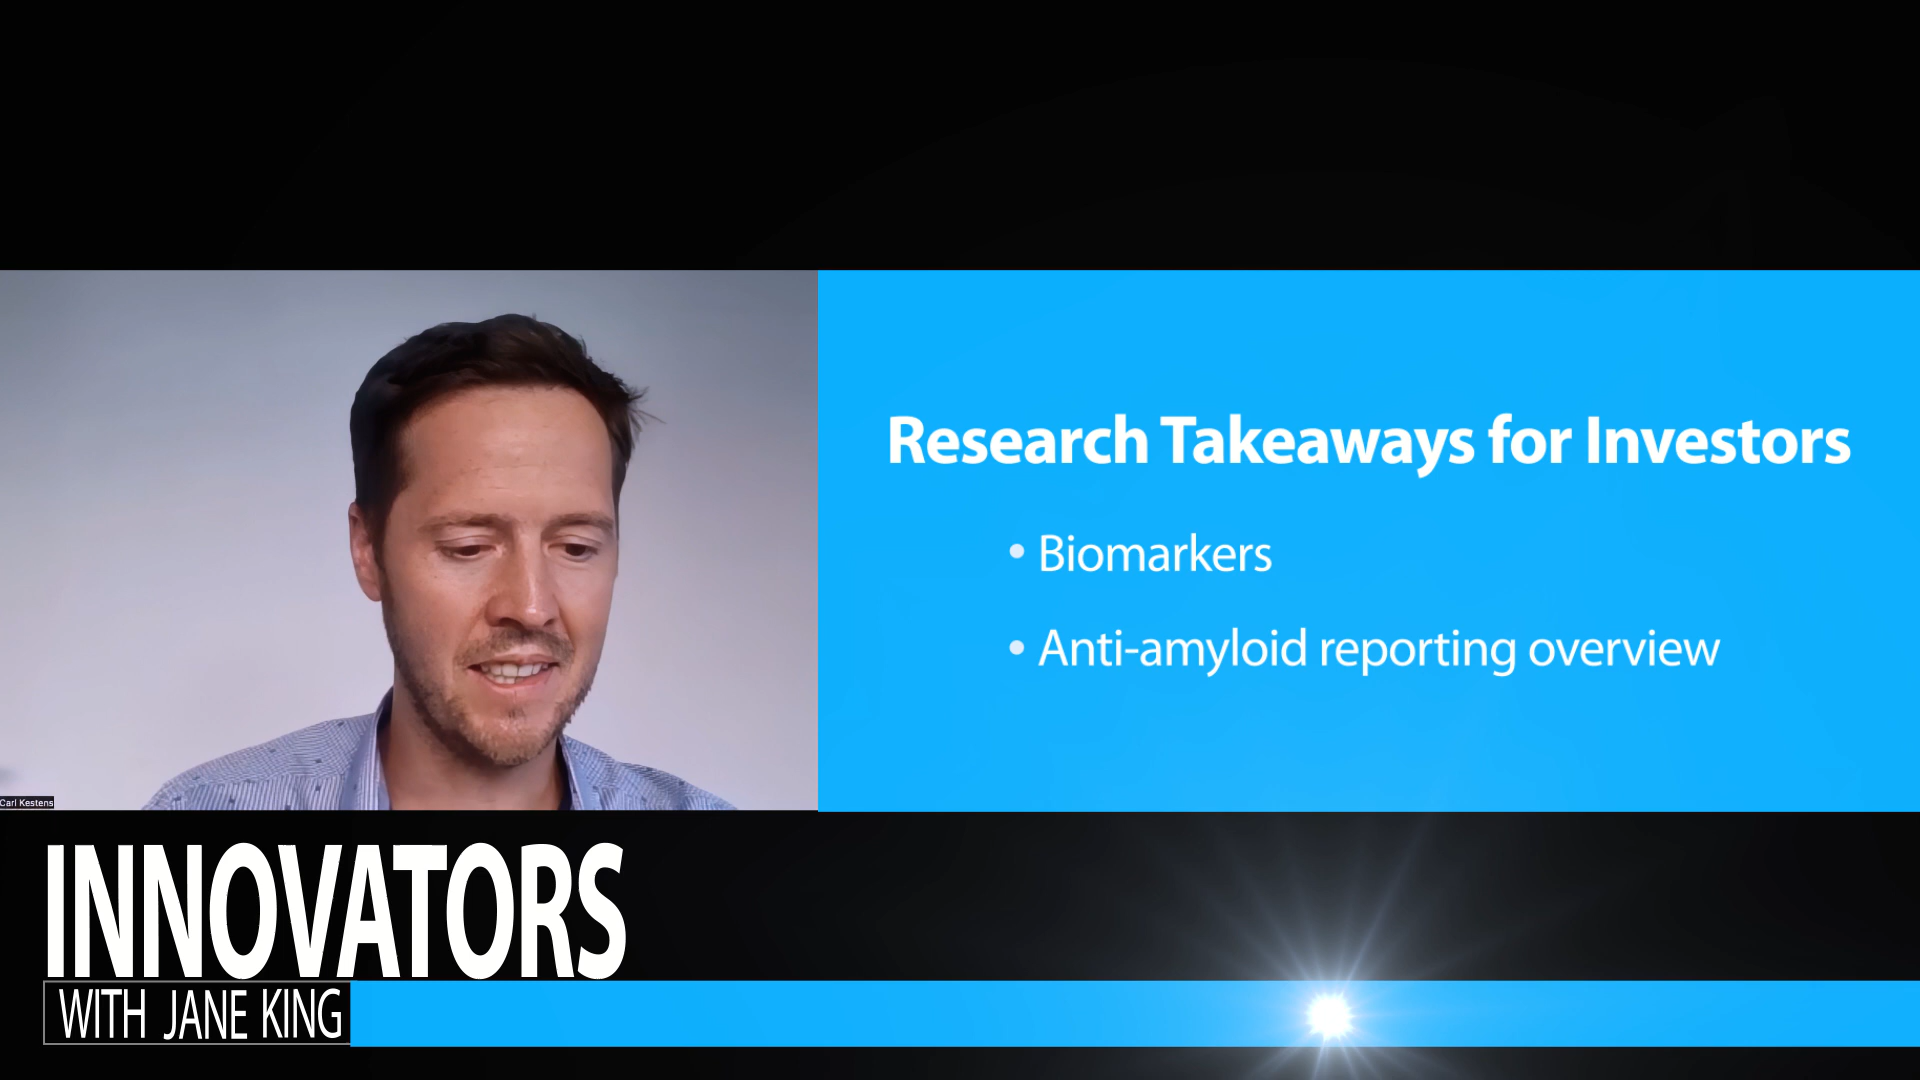 Research Takeaways for Investors
• Biomarkers
• Anti-amyloid reporting overview
Carl Kestens
INNOVATORS
WITH JANE KING